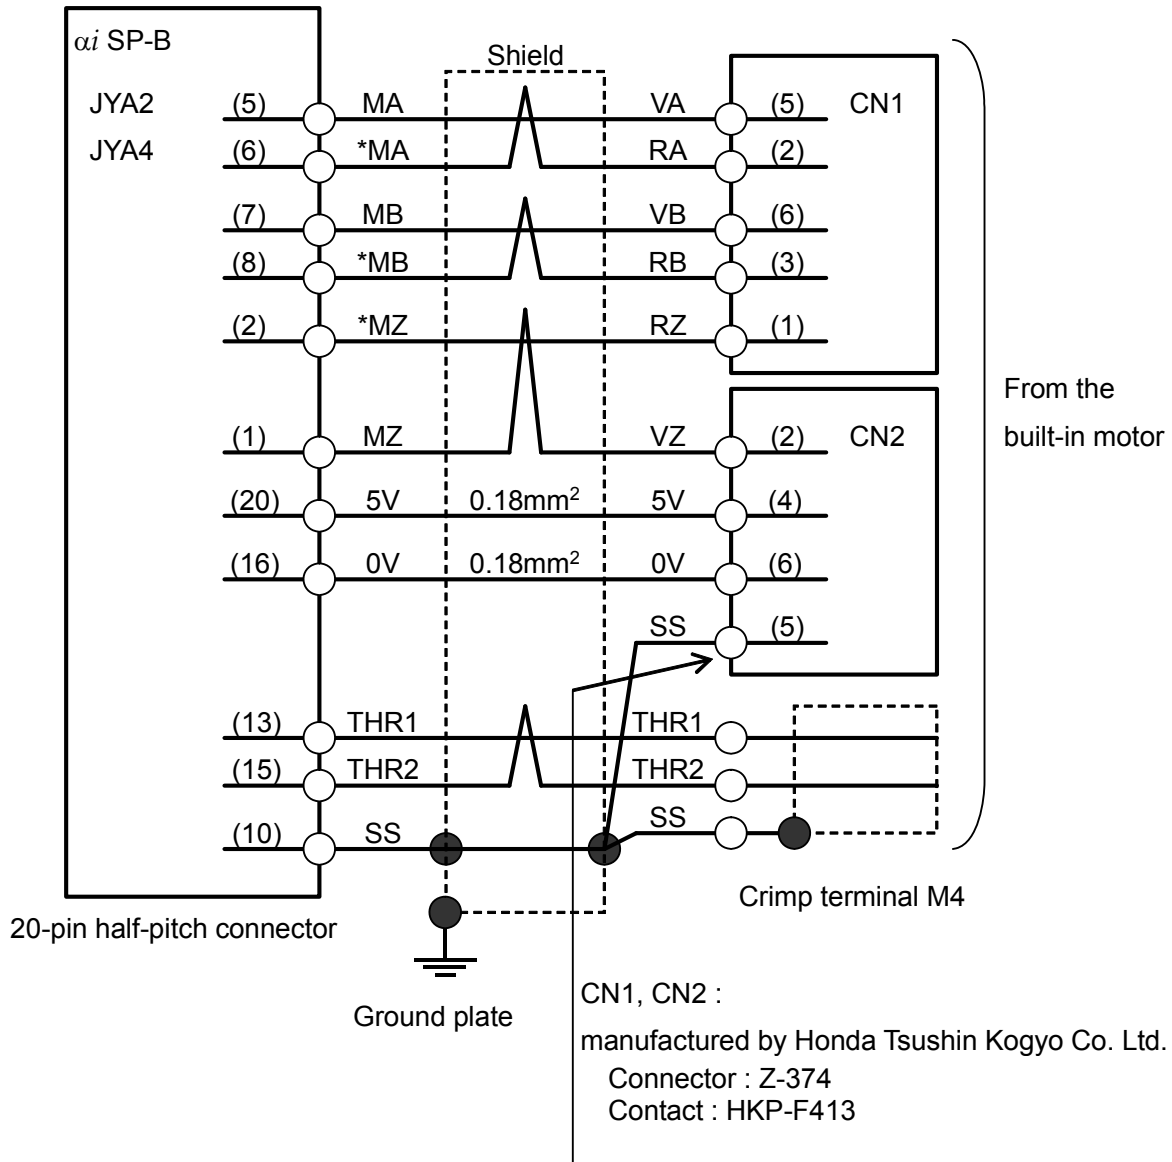 αi SP-B
Shield
JYA2 (5) MA VA (5) CN1
JYA4 (6) *MA RA (2)
(7) MB VB (6)
(8) *MB RB (3)
(2) *MZ RZ (1)
From the
built-in motor
(1) MZ VZ (2) CN2
(20) 5V 0.18mm² 5V (4)
(16) 0V 0.18mm² 0V (6)
SS (5)
(13) THR1 THR1
(15) THR2 THR2
(10) SS SS
Crimp terminal M4
20-pin half-pitch connector
Ground plate
CN1, CN2 :
manufactured by Honda Tsushin Kogyo Co. Ltd.
Connector : Z-374
Contact : HKP-F413